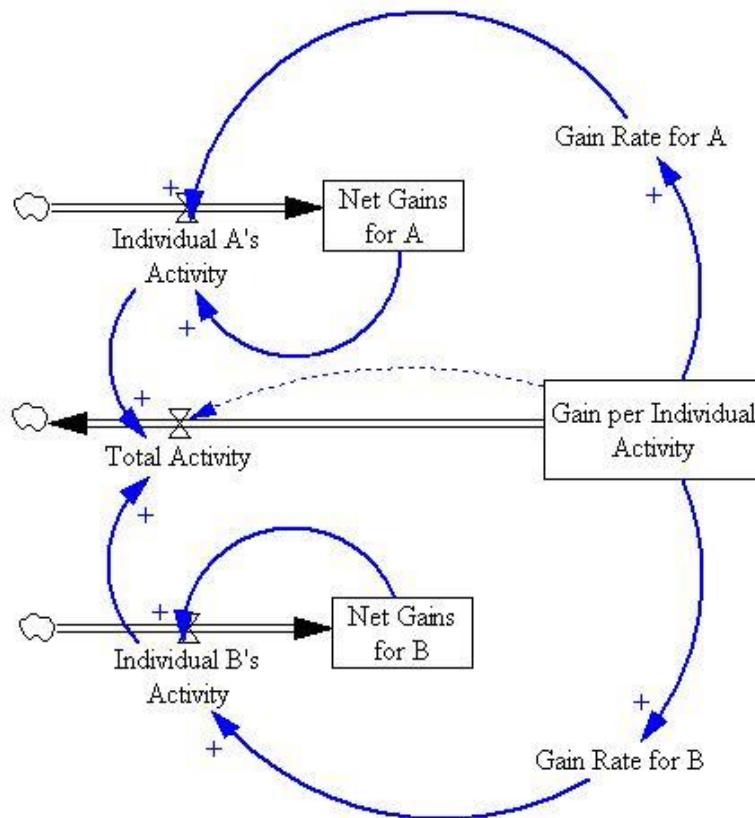 Gain Rate for A
+
+
Net Gains
for A
Individual A's
Activity
+
+
Gain per Individual
Activity
Total Activity
+
+
Net Gains
for B
Individual B's
Activity
+
+
Gain Rate for B